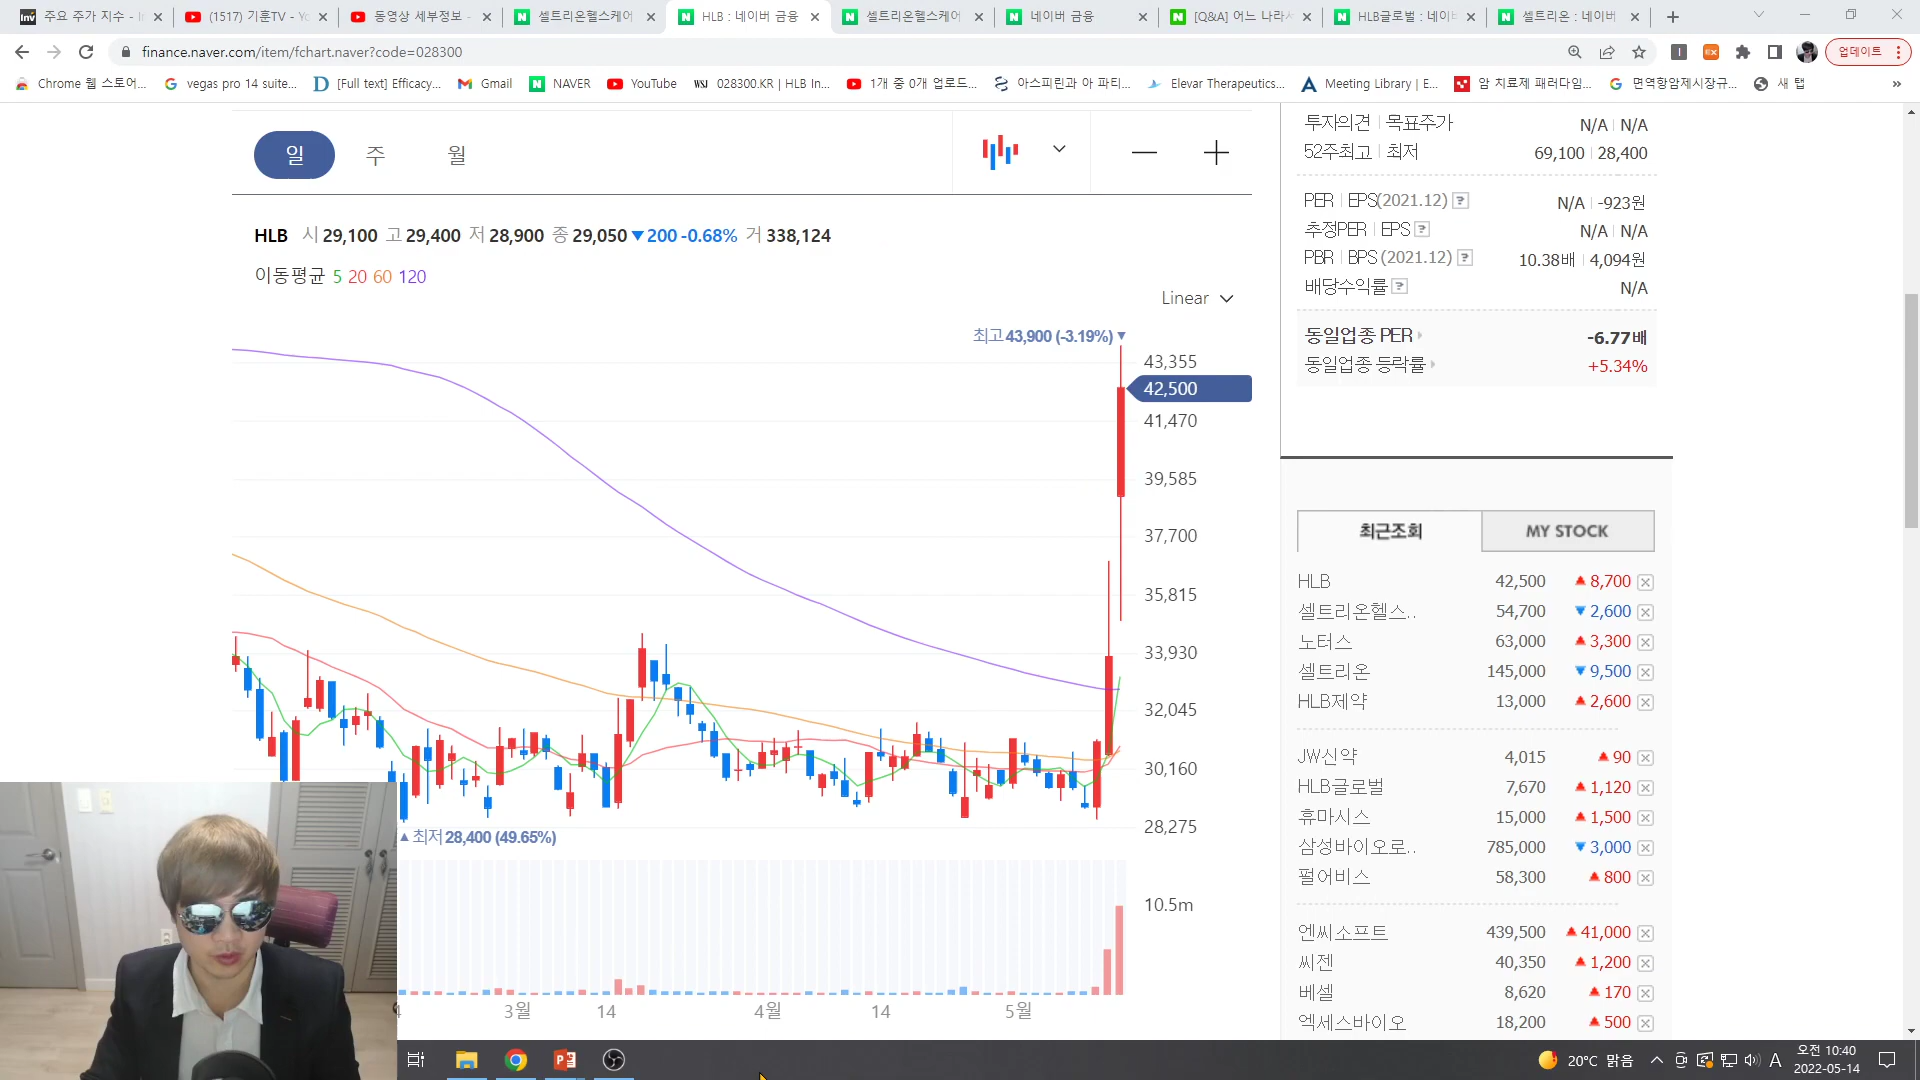 주요 주가 지수 - In
(1517) 기훈TV - Yo
동영상 세부정보 -
셀트리온헬스케어
HLB : 네이버 금융
셀트리온헬스케어
네이버 금융
[Q&A] 어느 나라사
HLB글로벌 : 네이버
셀트리온 : 네이버
finance.naver.com/item/fchart.naver?code=028300
업데이트
Chrome 웹 스토어...
vegas pro 14 suite...
[Full text] Efficacy...
Gmail
NAVER
YouTube
WSJ 028300.KR | HLB In...
1개 중 0개 업로드...
아스피린과 아 파티...
Elevar Therapeutics...
Meeting Library | E...
암 치료제 패러다임...
면역항암제시장규...
새 탭
»
일 주 월
HLB 시 29,100 고 29,400 저 28,900 종 29,050 ▼200 -0.68% 거 338,124
이동평균 5 20 60 120
Linear
최고 43,900 (-3.19%) ▼
43,355
42,500
41,470
39,585
37,700
35,815
33,930
32,045
30,160
28,275
▲ 최저 28,400 (49.65%)
10.5m
3월 14 4월 14 5월
투자의견 | 목표주가 N/A | N/A
52주최고 | 최저 69,100 | 28,400
PER | EPS(2021.12) ? N/A | -923원
추정PER | EPS ? N/A | N/A
PBR | BPS (2021.12) ? 10.38배 | 4,094원
배당수익률 ? N/A
동일업종 PER -6.77배
동일업종 등락률 +5.34%
최근조회 MY STOCK
HLB 42,500 ▲ 8,700
셀트리온헬스.. 54,700 ▼ 2,600
노터스 63,000 ▲ 3,300
셀트리온 145,000 ▼ 9,500
HLB제약 13,000 ▲ 2,600
JW신약 4,015 ▲ 90
HLB글로벌 7,670 ▲ 1,120
휴마시스 15,000 ▲ 1,500
삼성바이오로.. 785,000 ▼ 3,000
펄어비스 58,300 ▲ 800
엔씨소프트 439,500 ▲ 41,000
씨젠 40,350 ▲ 1,200
베셀 8,620 ▲ 170
엑세스바이오 18,200 ▲ 500
20°C 맑음
A
오전 10:40
2022-05-14